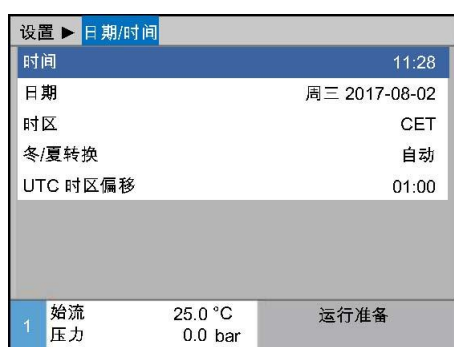 设置 ▶ 日期/时间
时间 11:28
日期 周三 2017-08-02
时区 CET
冬/夏转换 自动
UTC 时区偏移 01:00
1 始流 25.0 °C 运行准备
压力 0.0 bar